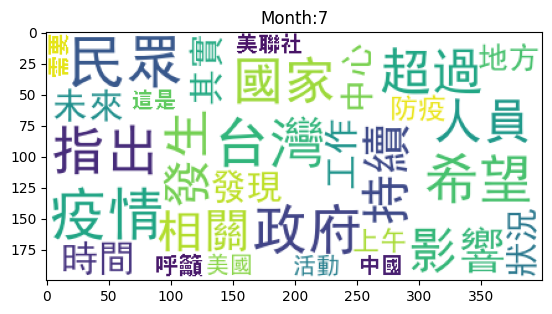 Month:7
需要
民眾
其實
美聯社
國家
中心
超過
地方
未來
這是
防疫
人員
指出
發生
台灣
工作
持續
希望
發現
疫情
相關
政府
上午
影響
狀況
時間
呼籲
美國
活動
中國
0
25
50
75
100
125
150
175
0
50
100
150
200
250
300
350